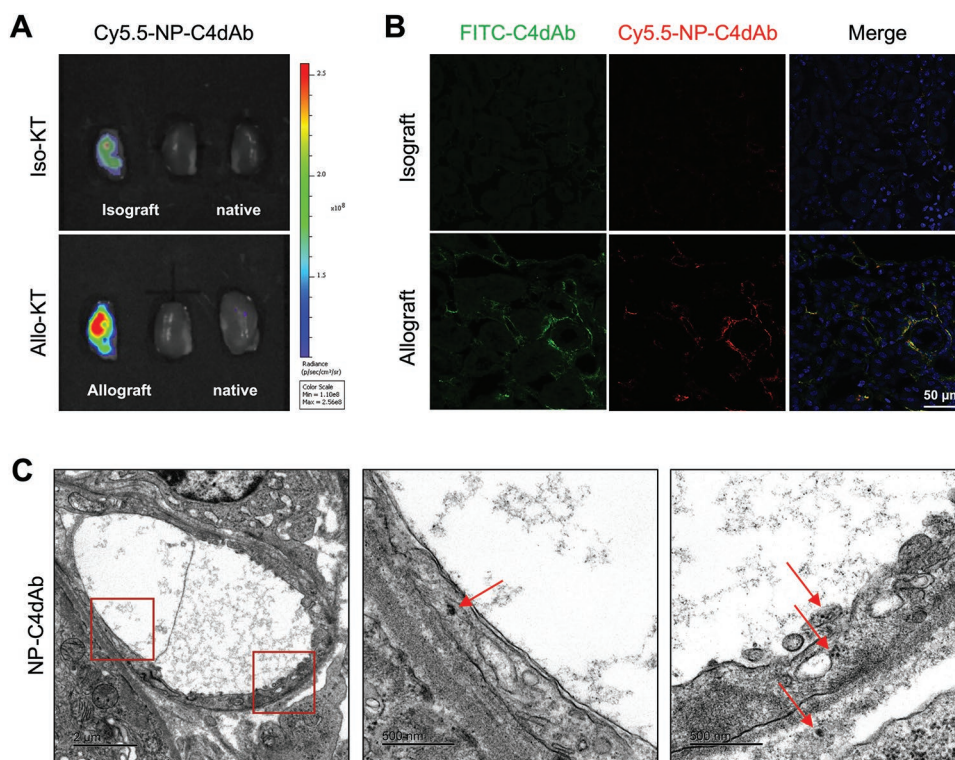 A
Cy5.5-NP-C4dAb
Iso-KT
Isograft native
Allo-KT
Allograft native
2.5
2.0
×10⁸
1.5
Radiance
(p/sec/cm²/sr)
Color Scale
Min = 1.10e8
Max = 2.56e8
B
FITC-C4dAb Cy5.5-NP-C4dAb Merge
Isograft
Allograft
50 µm
C
NP-C4dAb
2 µm
500 nm
500 nm